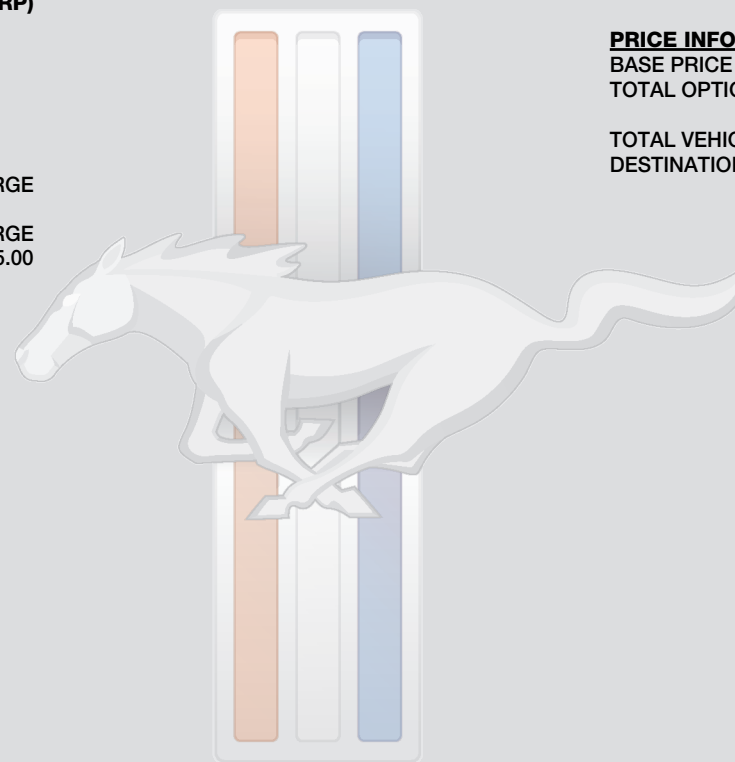 RP)
RGE
RGE
5.00
PRICE INFO
BASE PRICE
TOTAL OPTIO
TOTAL VEHIC
DESTINATION